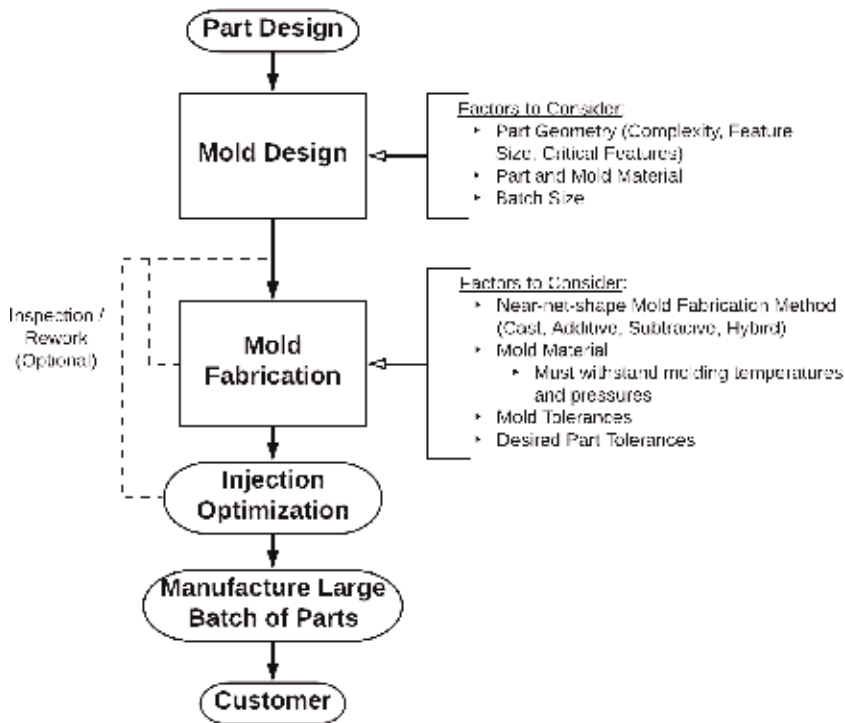 Part Design
Mold Design
Factors to Consider:
‣ Part Geometry (Complexity, Feature
Size, Critical Features)
‣ Part and Mold Material
‣ Batch Size
Inspection /
Rework
(Optional)
Mold
Fabrication
Factors to Consider:
‣ Near-net-shape Mold Fabrication Method
(Cast, Additive, Subtracive, Hybird)
‣ Mold Material
‣ Must withstand molding temperatures
and pressures
‣ Mold Tolerances
‣ Desired Part Tolerances
Injection
Optimization
Manufacture Large
Batch of Parts
Customer